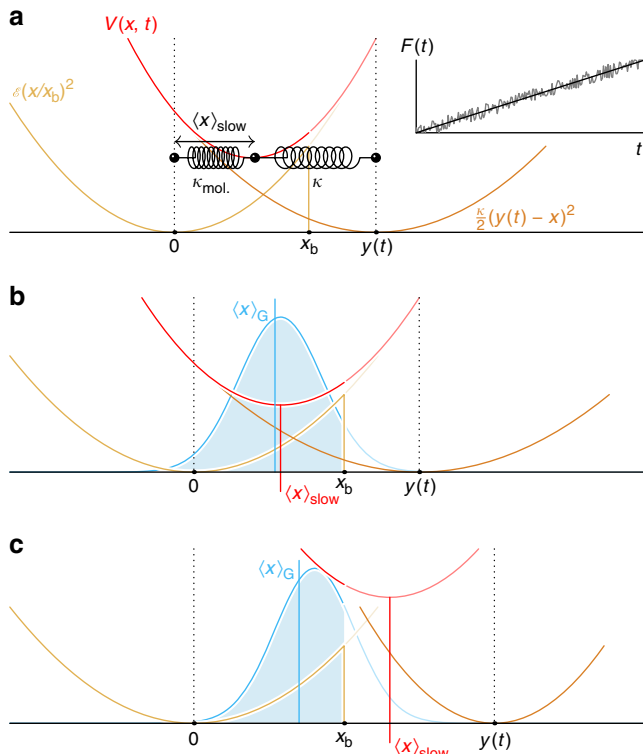 a
V(x, t)
F(t)
ℰ(x/x_b)²
⟨x⟩_slow
t
κ_mol.
κ
κ/2 (y(t) − x)²
0
x_b
y(t)
b
⟨x⟩_G
0
x_b
y(t)
⟨x⟩_slow
c
⟨x⟩_G
0
x_b
y(t)
⟨x⟩_slow